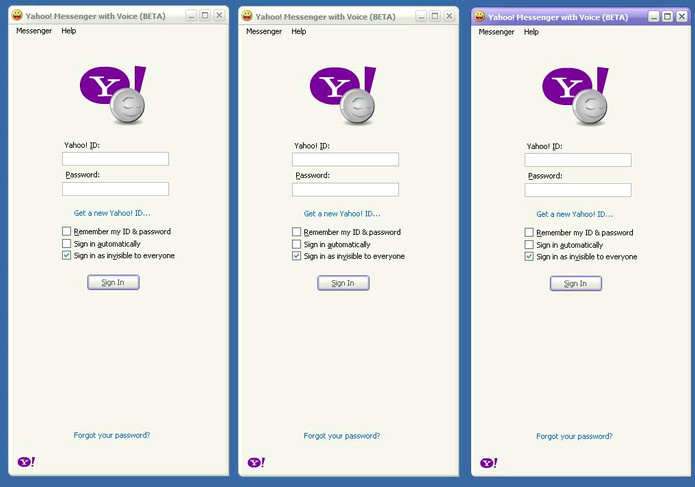 Yahoo! Messenger with Voice (BETA)
Messenger Help
Y!
Yahoo! ID:
Password:
Get a new Yahoo! ID...
Remember my ID & password
Sign in automatically
Sign in as invisible to everyone
Sign In
Forgot your password?
Y!
Yahoo! Messenger with Voice (BETA)
Messenger Help
Y!
Yahoo! ID:
Password:
Get a new Yahoo! ID...
Remember my ID & password
Sign in automatically
Sign in as invisible to everyone
Sign In
Forgot your password?
Y!
Yahoo! Messenger with Voice (BETA)
Messenger Help
Y!
Yahoo! ID:
Password:
Get a new Yahoo! ID...
Remember my ID & password
Sign in automatically
Sign in as invisible to everyone
Sign In
Forgot your password?
Y!